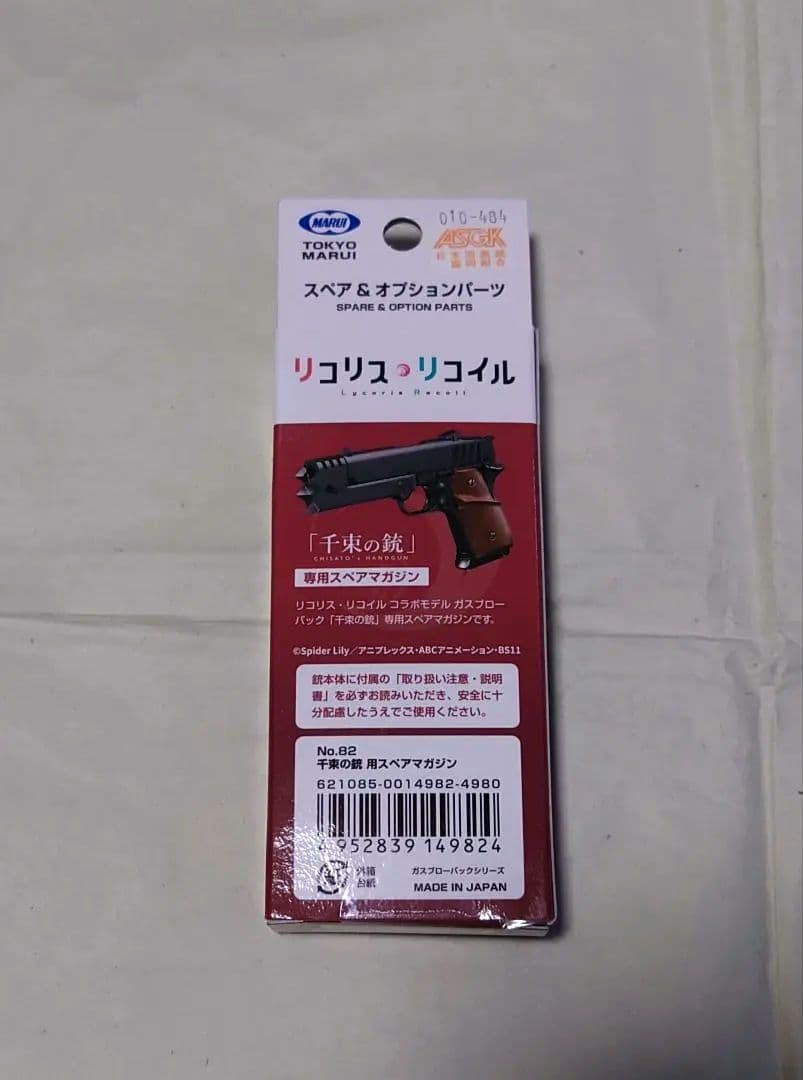 MARUI
TOKYO
MARUI
010-484
ASGK
スペア & オプションパーツ
SPARE & OPTION PARTS
リコリス・リコイル
Lycoris Recoil
「千束の銃」
CHISATO's HANDGUN
専用スペアマガジン
リコリス・リコイル コラボモデル ガスブロー
バック「千束の銃」専用スペアマガジンです。
©Spider Lily／アニプレックス・ABCアニメーション・BS11
銃本体に付属の「取り扱い注意・説明
書」を必ずお読みいただき、安全に十
分配慮したうえでご使用ください。
No.82
千束の銃 用スペアマガジン
621085-0014982-4980
4952839 149824
外箱
台紙
ガスブローバックシリーズ
MADE IN JAPAN